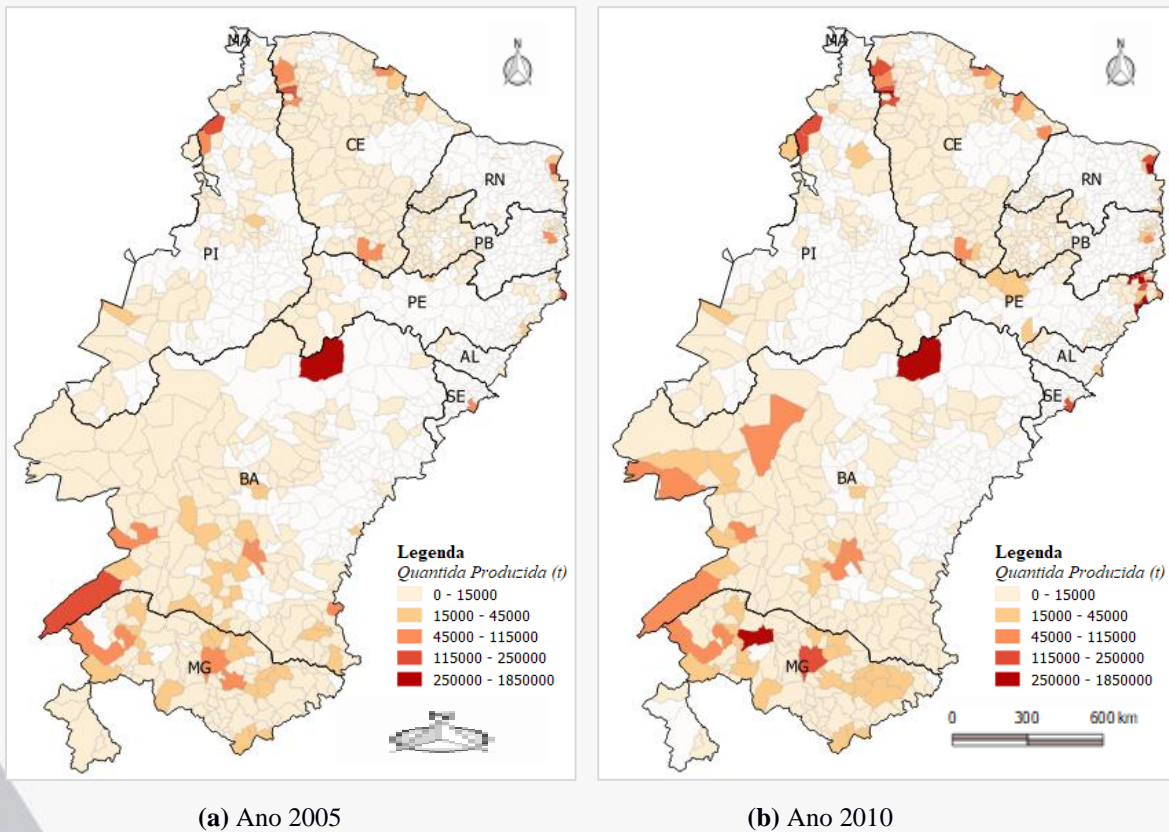 MA
N
CE
RN
PI
PB
PE
AL
SE
BA
Legenda
Quantida Produzida (t)
0 - 15000
15000 - 45000
45000 - 115000
115000 - 250000
250000 - 1850000
MG
(a) Ano 2005
MA
N
CE
RN
PI
PB
PE
AL
SE
BA
Legenda
Quantida Produzida (t)
0 - 15000
15000 - 45000
45000 - 115000
115000 - 250000
250000 - 1850000
MG
0 300 600 km
(b) Ano 2010